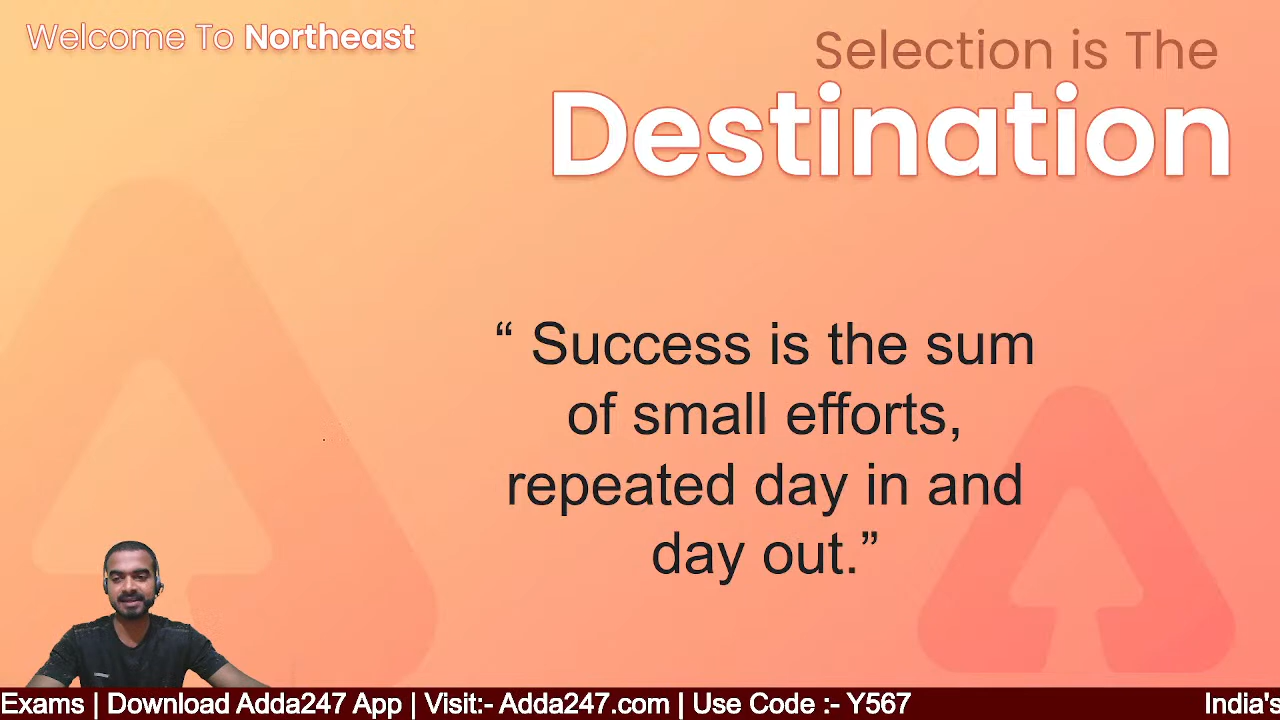 Welcome To Northeast
Selection is The
Destination
“ Success is the sum
of small efforts,
repeated day in and
day out.”
Exams | Download Adda247 App | Visit:- Adda247.com | Use Code :- Y567 India's